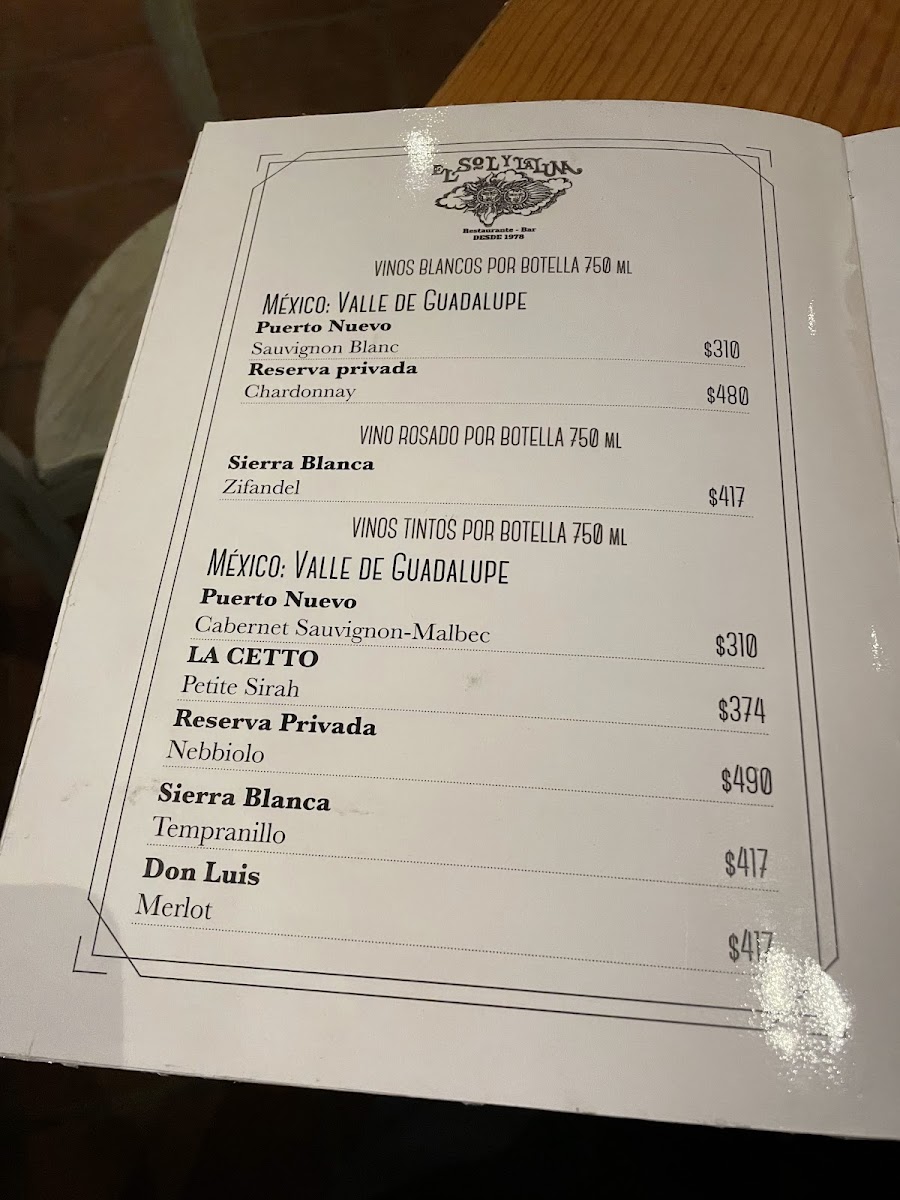 EL SOL Y LA LUNA
Restaurante - Bar
DESDE 1978
VINOS BLANCOS POR BOTELLA 750 ML
MÉXICO: VALLE DE GUADALUPE
Puerto Nuevo
Sauvignon Blanc $310
Reserva privada
Chardonnay $480
VINO ROSADO POR BOTELLA 750 ML
Sierra Blanca
Zifandel $417
VINOS TINTOS POR BOTELLA 750 ML
MÉXICO: VALLE DE GUADALUPE
Puerto Nuevo
Cabernet Sauvignon-Malbec $310
LA CETTO
Petite Sirah $374
Reserva Privada
Nebbiolo $490
Sierra Blanca
Tempranillo $417
Don Luis
Merlot $417